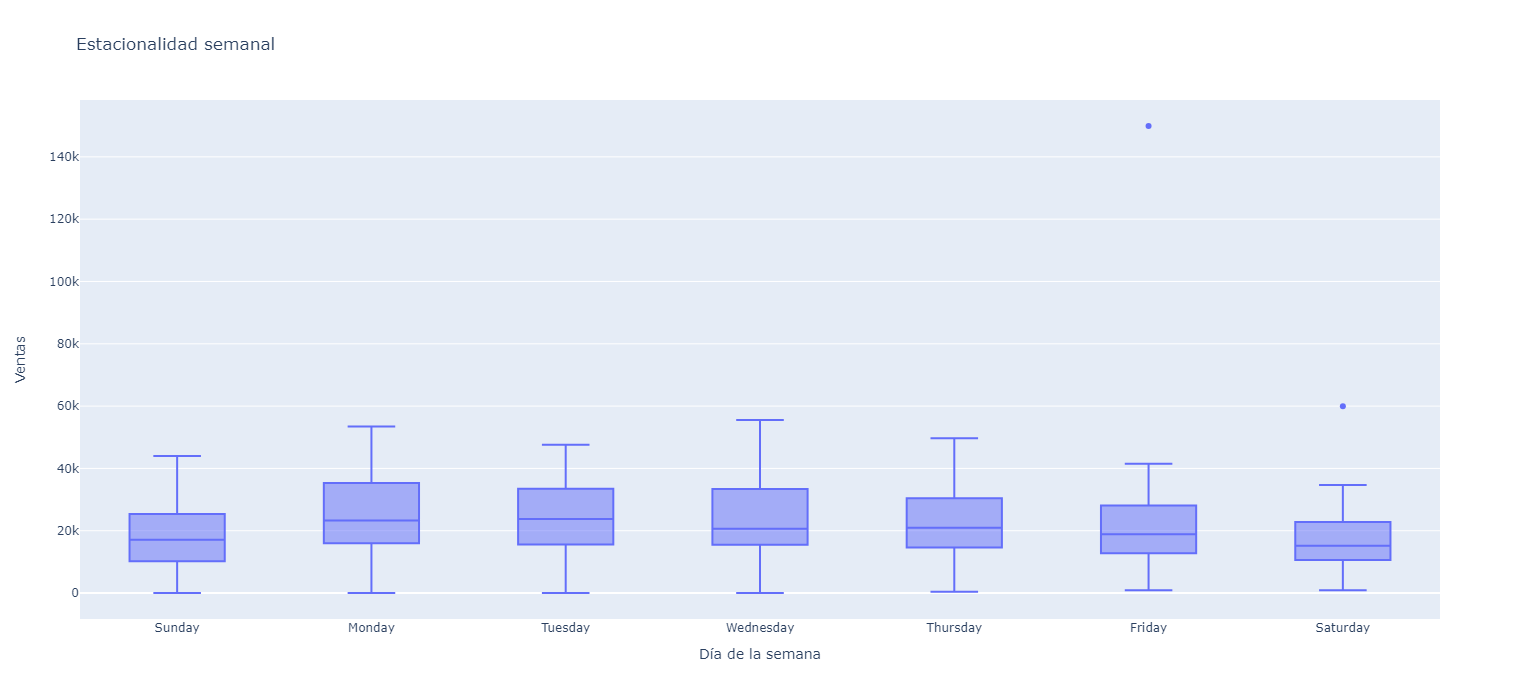 Estacionalidad semanal
140k
120k
100k
80k
60k
40k
20k
0
Ventas
Sunday Monday Tuesday Wednesday Thursday Friday Saturday
Día de la semana